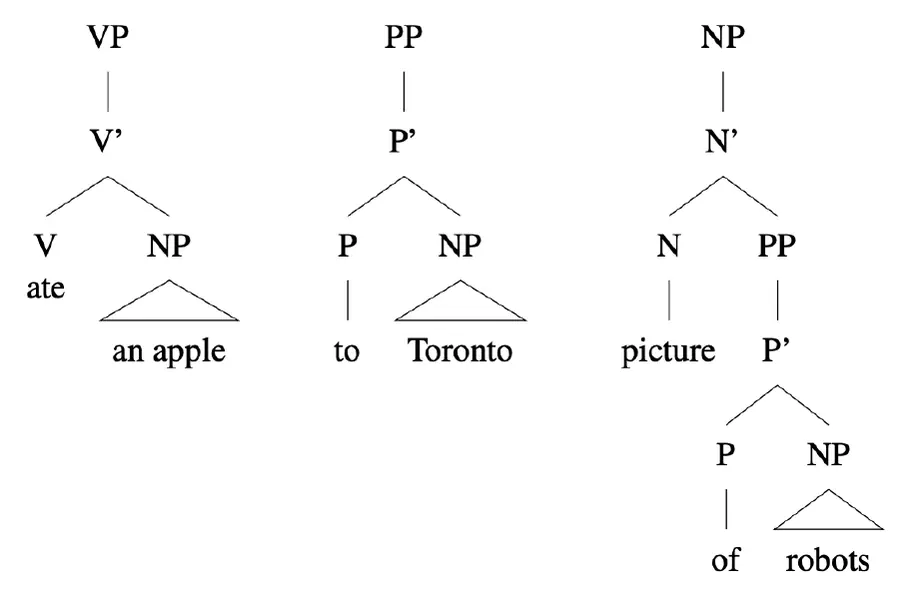 VP PP NP
V’ P’ N’
V NP P NP N PP
ate
an apple to Toronto picture P’
P NP
of robots